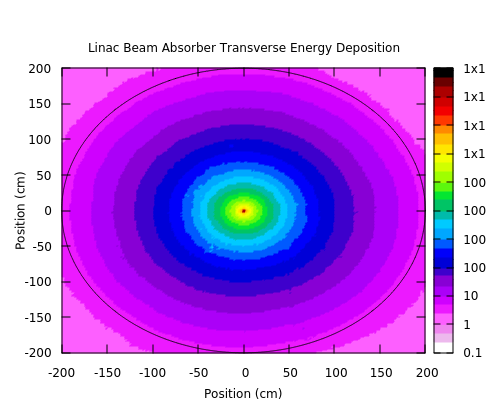 Linac Beam Absorber Transverse Energy Deposition
200
150
100
50
0
-50
-100
-150
-200
Position (cm)
-200 -150 -100 -50 0 50 100 150 200
Position (cm)
1x1
1x1
1x1
1x1
100
100
100
100
10
1
0.1